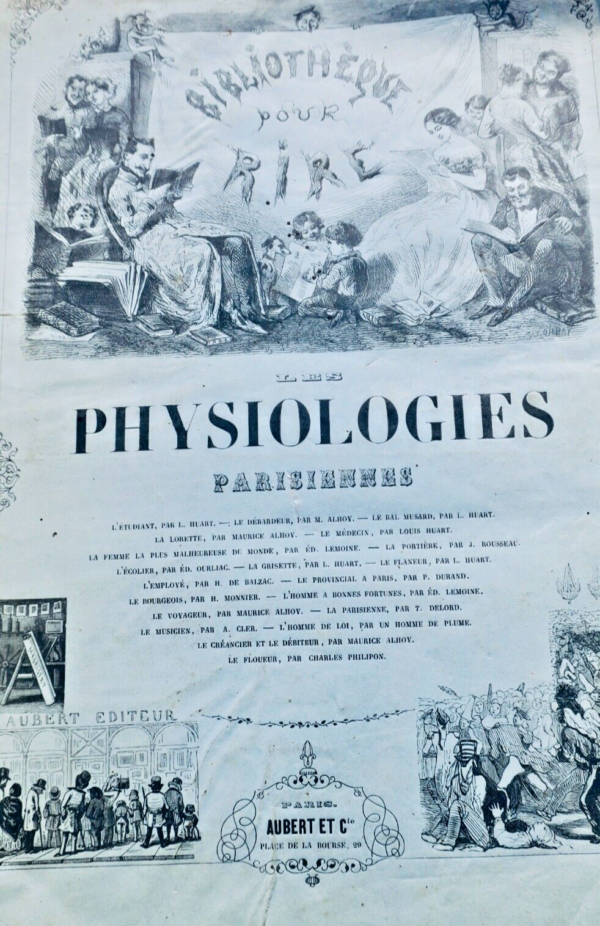 BIBLIOTHÈQUE
POUR
RIRE
LES
PHYSIOLOGIES
PARISIENNES
L'ÉTUDIANT, PAR L. HUART. — LE DÉBARDEUR, PAR M. ALHOY. — LE BAL MUSARD, PAR L. HUART.
LA LORETTE, PAR MAURICE ALHOY. — LE MÉDECIN, PAR LOUIS HUART.
LA FEMME LA PLUS MALHEUREUSE DU MONDE, PAR ÉD. LEMOINE. — LA PORTIÈRE, PAR J. ROUSSEAU.
L'ÉCOLIER, PAR ÉD. OURLIAC. — LA GRISETTE, PAR L. HUART. — LE FLANEUR, PAR L. HUART.
L'EMPLOYÉ, PAR H. DE BALZAC. — LE PROVINCIAL A PARIS, PAR P. DURAND.
LE BOURGEOIS, PAR H. MONNIER. — L'HOMME A BONNES FORTUNES, PAR ÉD. LEMOINE.
LE VOYAGEUR, PAR MAURICE ALHOY. — LA PARISIENNE, PAR T. DELORD.
LE MUSICIEN, PAR A. CLER. — L'HOMME DE LOI, PAR UN HOMME DE PLUME.
LE CRÉANCIER ET LE DÉBITEUR, PAR MAURICE ALHOY.
LE FLOUEUR, PAR CHARLES PHILIPON.
AUBERT EDITEUR
PARIS.
AUBERT ET Cie
PLACE DE LA BOURSE, 29